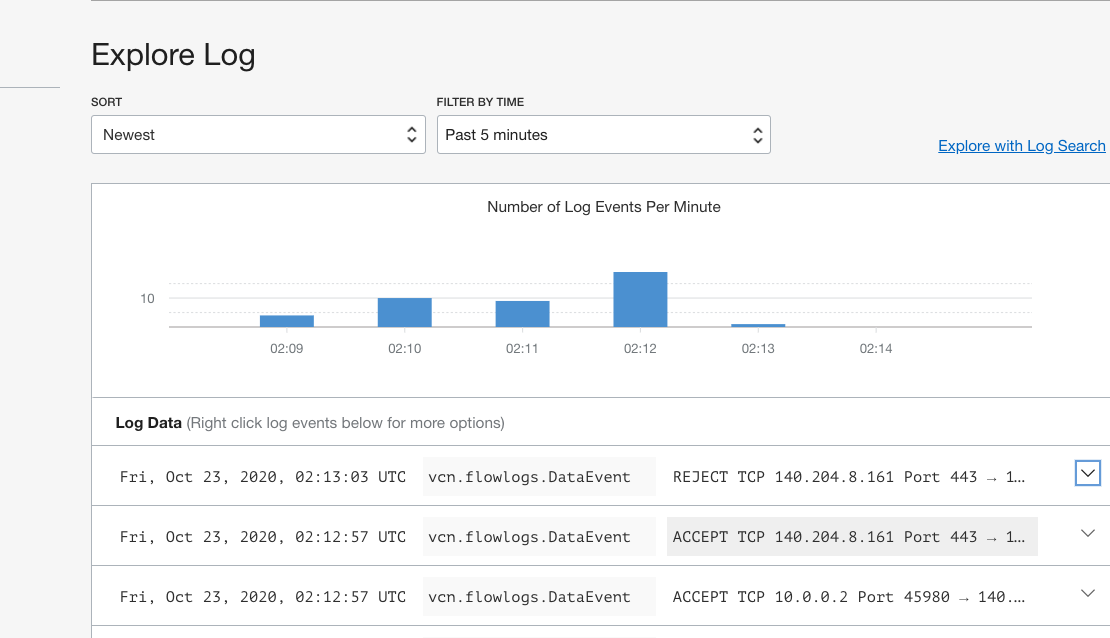 Explore Log
SORT
FILTER BY TIME
Newest
Past 5 minutes
Explore with Log Search
Number of Log Events Per Minute
10
02:09 02:10 02:11 02:12 02:13 02:14
Log Data (Right click log events below for more options)
Fri, Oct 23, 2020, 02:13:03 UTC vcn.flowlogs.DataEvent REJECT TCP 140.204.8.161 Port 443 → 1…
Fri, Oct 23, 2020, 02:12:57 UTC vcn.flowlogs.DataEvent ACCEPT TCP 140.204.8.161 Port 443 → 1…
Fri, Oct 23, 2020, 02:12:57 UTC vcn.flowlogs.DataEvent ACCEPT TCP 10.0.0.2 Port 45980 → 140.…